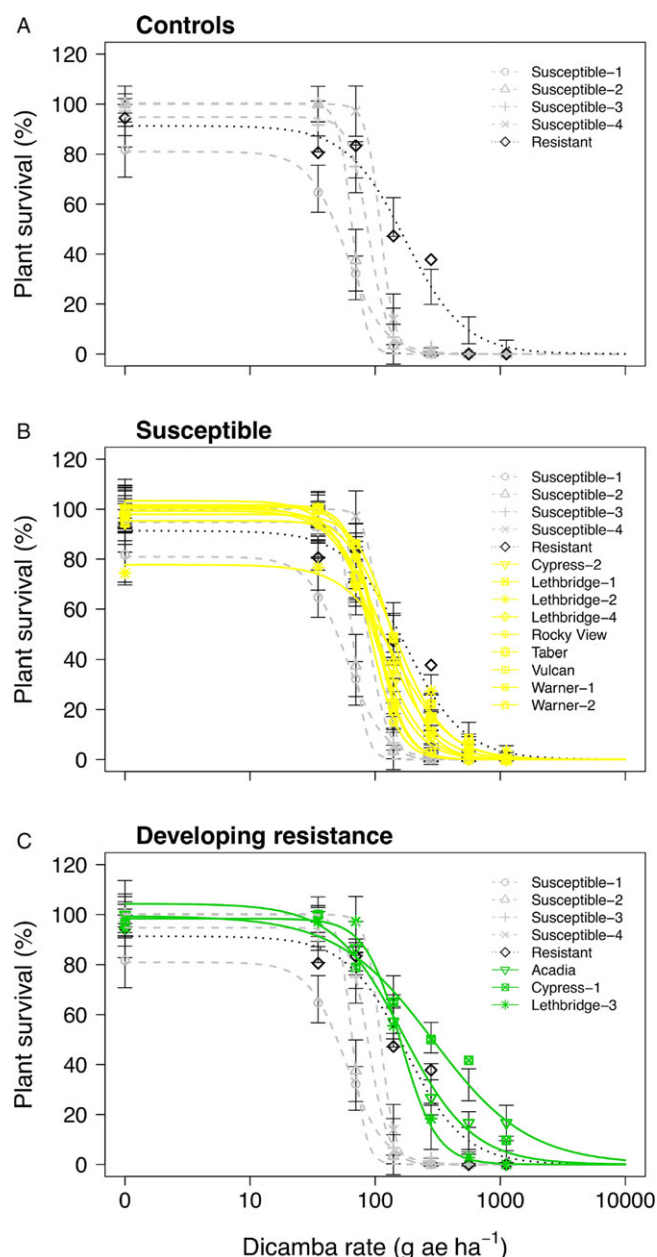 A
Controls
120
100
80
60
40
20
0
Plant survival (%)
Susceptible−1
Susceptible−2
Susceptible−3
Susceptible−4
Resistant
B
Susceptible
120
100
80
60
40
20
0
Plant survival (%)
Susceptible−1
Susceptible−2
Susceptible−3
Susceptible−4
Resistant
Cypress−2
Lethbridge−1
Lethbridge−2
Lethbridge−4
Rocky View
Taber
Vulcan
Warner−1
Warner−2
C
Developing resistance
120
100
80
60
40
20
0
Plant survival (%)
Susceptible−1
Susceptible−2
Susceptible−3
Susceptible−4
Resistant
Acadia
Cypress−1
Lethbridge−3
0 10 100 1000 10000
Dicamba rate (g ae ha⁻¹)